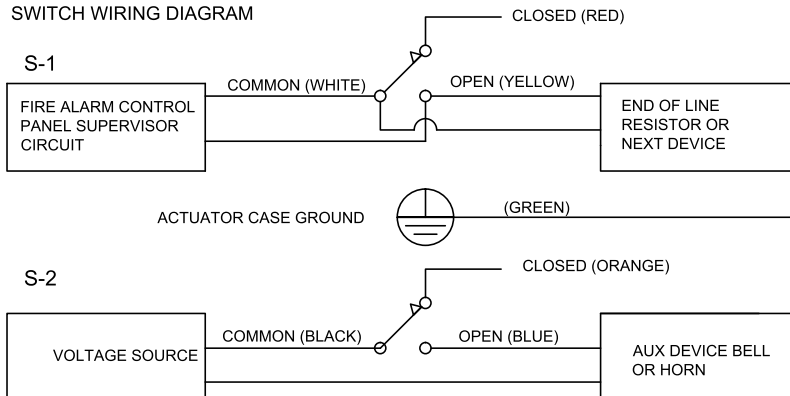 SWITCH WIRING DIAGRAM
CLOSED (RED)
S-1
COMMON (WHITE)
OPEN (YELLOW)
FIRE ALARM CONTROL
PANEL SUPERVISOR
CIRCUIT
END OF LINE
RESISTOR OR
NEXT DEVICE
ACTUATOR CASE GROUND
(GREEN)
S-2
CLOSED (ORANGE)
COMMON (BLACK)
OPEN (BLUE)
VOLTAGE SOURCE
AUX DEVICE BELL
OR HORN